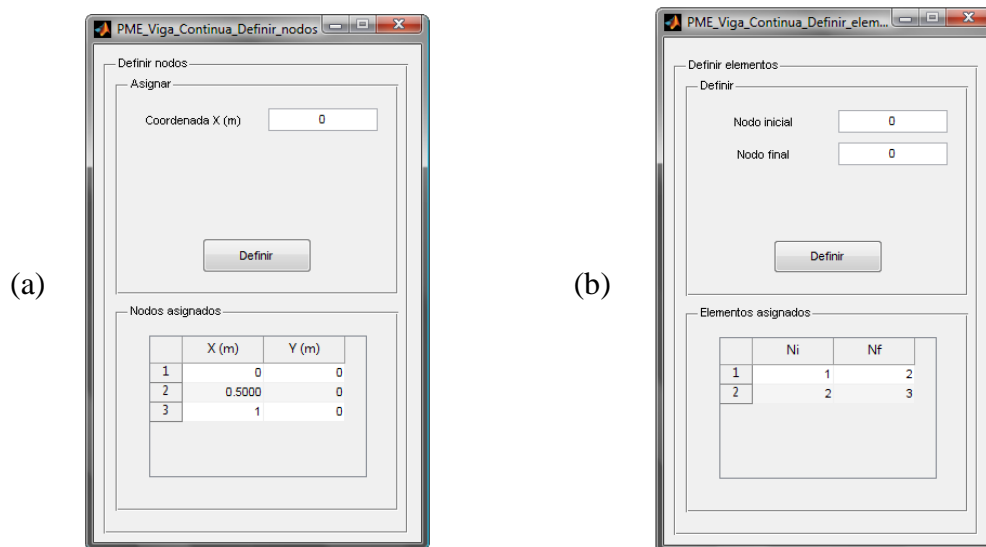 (a)
PME_Viga_Continua_Definir_nodos
Definir nodos
Asignar
Coordenada X (m) 0
Definir
Nodos asignados
X (m) Y (m)
1 0 0
2 0.5000 0
3 1 0
(b)
PME_Viga_Continua_Definir_elem...
Definir elementos
Definir
Nodo inicial 0
Nodo final 0
Definir
Elementos asignados
Ni Nf
1 1 2
2 2 3